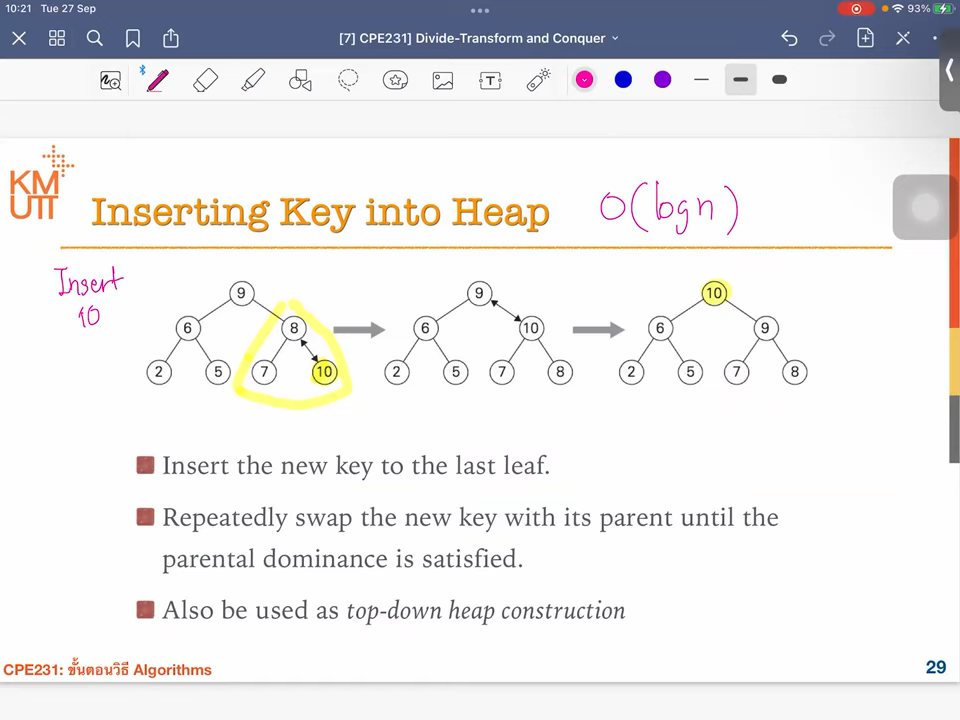 10:21 Tue 27 Sep 93%
[7] CPE231] Divide-Transform and Conquer
T
KM
UTT
Inserting Key into Heap O(log n)
Insert
10
9 9 10
6 8 6 10 6 9
2 5 7 10 2 5 7 8 2 5 7 8
Insert the new key to the last leaf.
Repeatedly swap the new key with its parent until the
parental dominance is satisfied.
Also be used as top-down heap construction
CPE231: ขั้นตอนวิธี Algorithms 29